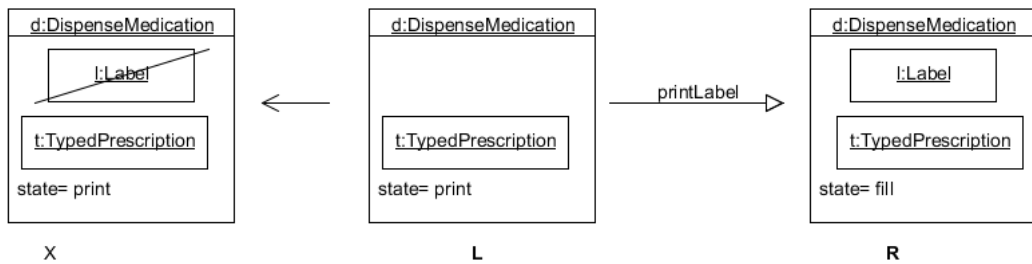 d:DispenseMedication
l:Label
t:TypedPrescription
state= print
X
d:DispenseMedication
t:TypedPrescription
state= print
L
printLabel
d:DispenseMedication
l:Label
t:TypedPrescription
state= fill
R